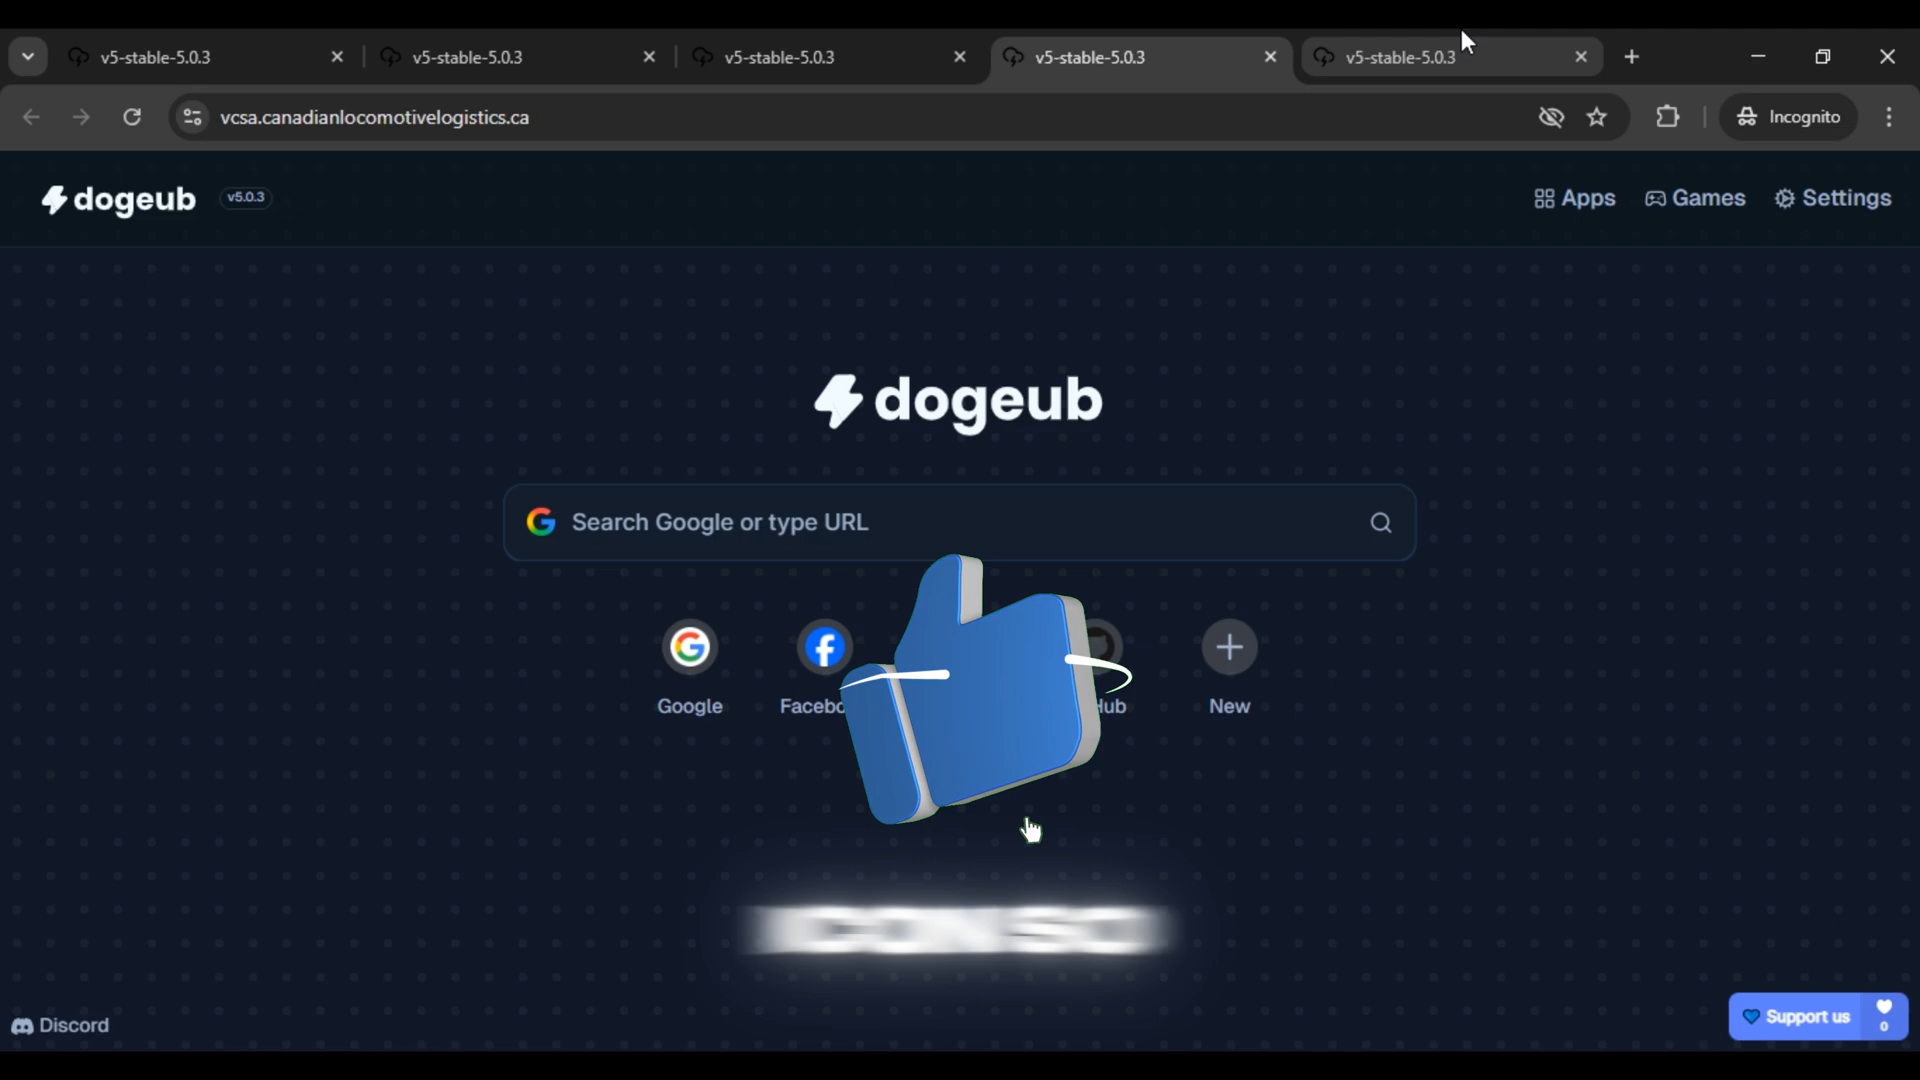 v5-stable-5.0.3
v5-stable-5.0.3
v5-stable-5.0.3
v5-stable-5.0.3
v5-stable-5.0.3
vcsa.canadianlocomotivelogistics.ca
Incognito
dogeub v5.0.3
Apps
Games
Settings
dogeub
Search Google or type URL
Google
New
Discord
Support us
0